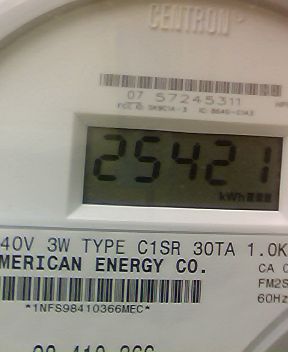 CENTRON
07 57245311
25421
kWh
40V 3W TYPE C1SR 30TA 1.0K
MERICAN ENERGY CO.
CA 0
FM2S
60Hz
*1NFS98410366MEC*